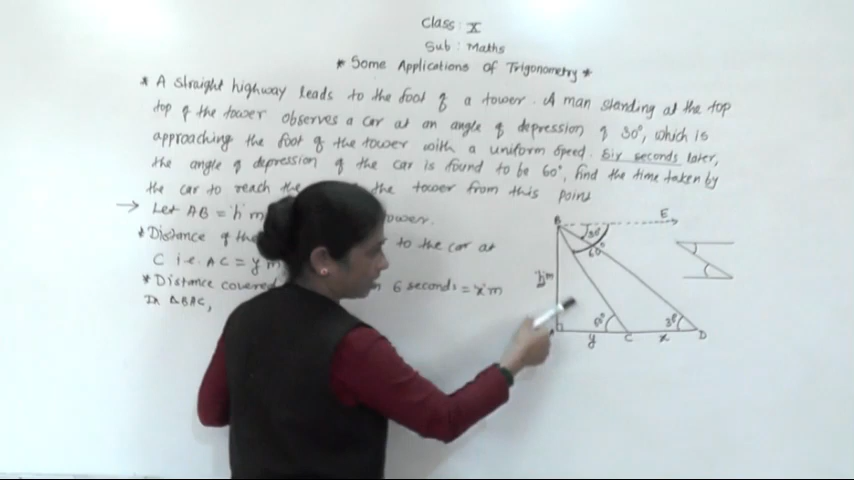 Class : X
Sub : Maths
* Some Applications Of Trigonometry *
* A straight highway leads to the foot of a tower. A man standing at the top
top of the tower observes a car at an angle of depression of 30°, which is
approaching the foot of the tower with a uniform speed. Six seconds later,
the angle of depression of the car is found to be 60°, find the time taken by
the car to reach the the tower from this point
→ Let AB = 'h' m tower.
* Distance of the to the car at
C i.e. AC = y m
* Distance covered 6 seconds = 'x' m
In ΔBAC,
B E
30°
60°
'h' m
60° 30°
y C x D